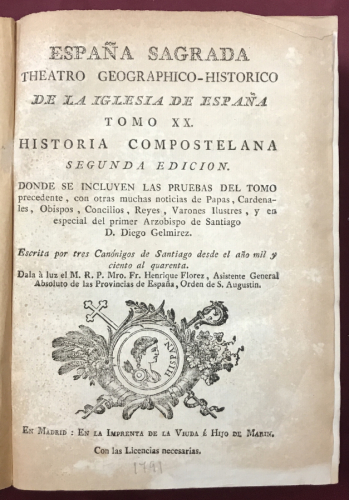 ESPAÑA SAGRADA
THEATRO GEOGRAPHICO-HISTORICO
DE LA IGLESIA DE ESPAÑA
TOMO XX.
HISTORIA COMPOSTELANA
SEGUNDA EDICION.
DONDE SE INCLUYEN LAS PRUEBAS DEL TOMO
precedente, con otras muchas noticias de Papas, Cardena-
les, Obispos, Concilios, Reyes, Varones Ilustres, y en
especial del primer Arzobispo de Santiago
D. Diego Gelmirez.
Escrita por tres Canónigos de Santiago desde el año mil y
ciento al quarenta.
Dala à luz el M. R. P. Mro. Fr. Henrique Florez, Asistente General
Absoluto de las Provincias de España, Orden de S. Augustin.
HISPAN
EN MADRID: EN LA IMPRENTA DE LA VIUDA É HIJO DE MARIN.
Con las Licencias necesarias.
1791